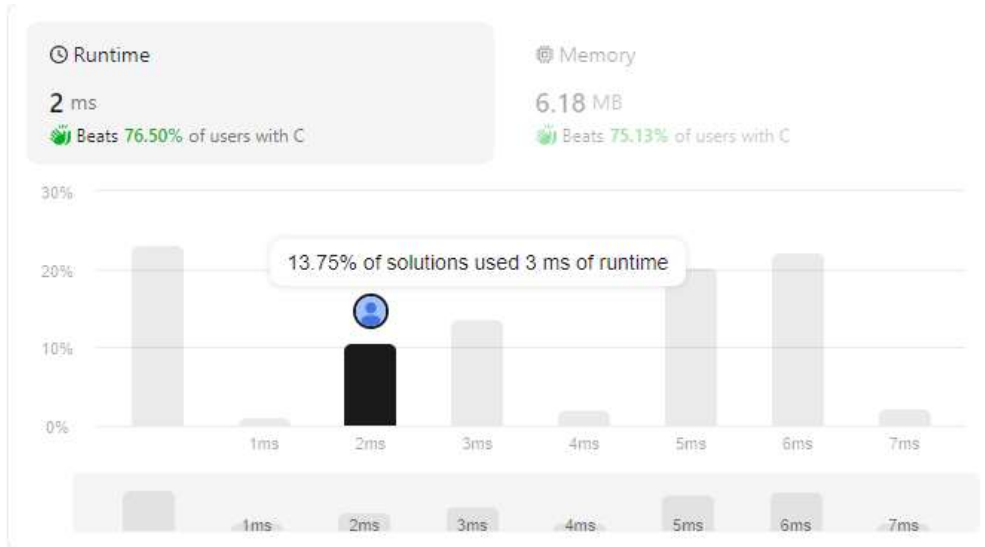 Runtime
Memory
2 ms
6.18 MB
Beats 76.50% of users with C
Beats 75.13% of users with C
30%
13.75% of solutions used 3 ms of runtime
20%
10%
0%
1ms 2ms 3ms 4ms 5ms 6ms 7ms
1ms 2ms 3ms 4ms 5ms 6ms 7ms